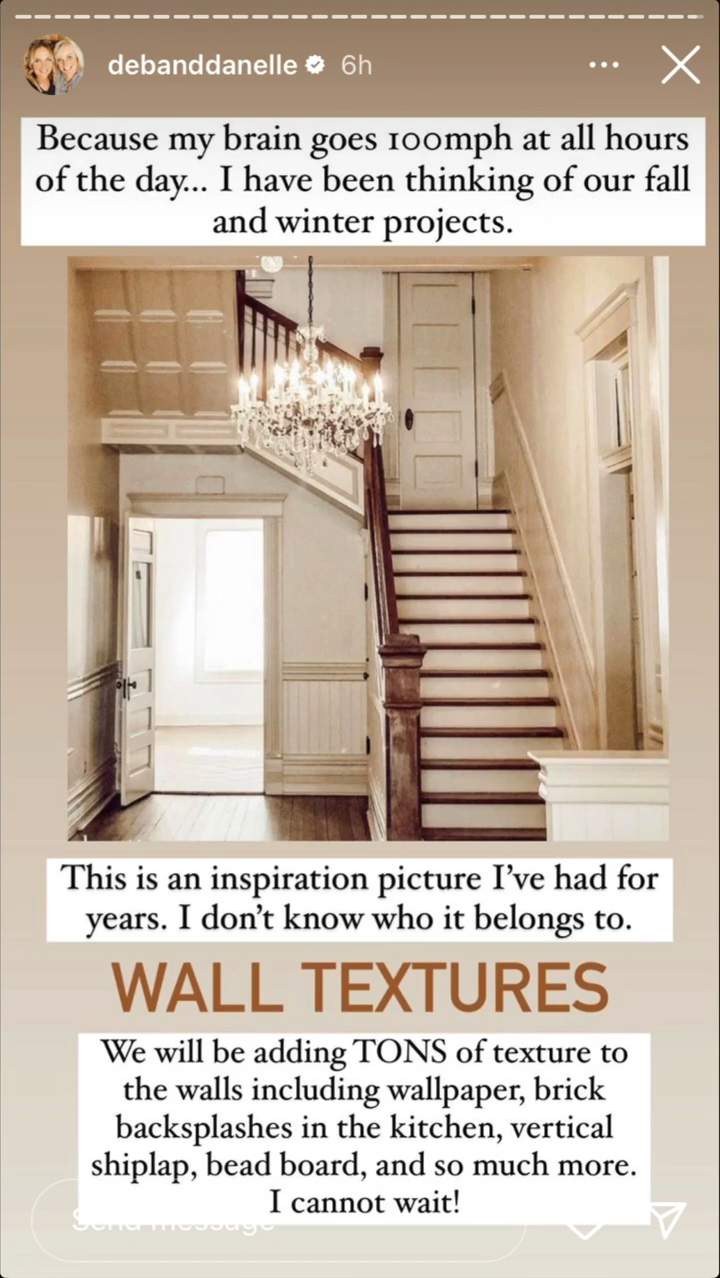 debanddanelle 6h
Because my brain goes 100mph at all hours
of the day... I have been thinking of our fall
and winter projects.
This is an inspiration picture I've had for
years. I don't know who it belongs to.
WALL TEXTURES
We will be adding TONS of texture to
the walls including wallpaper, brick
backsplashes in the kitchen, vertical
shiplap, bead board, and so much more.
I cannot wait!
Send message